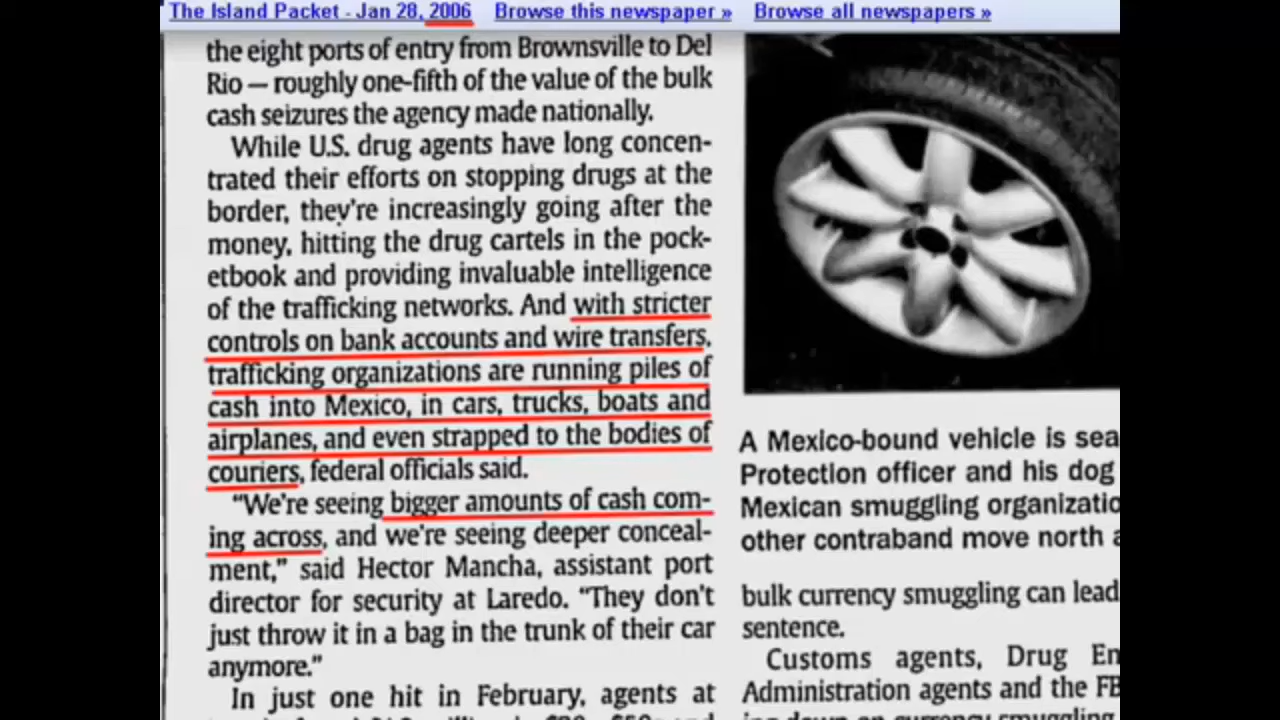 The Island Packet - Jan 28, 2006 Browse this newspaper » Browse all newspapers »
the eight ports of entry from Brownsville to Del
Rio — roughly one-fifth of the value of the bulk
cash seizures the agency made nationally.
While U.S. drug agents have long concen-
trated their efforts on stopping drugs at the
border, they're increasingly going after the
money, hitting the drug cartels in the pock-
etbook and providing invaluable intelligence
of the trafficking networks. And with stricter
controls on bank accounts and wire transfers,
trafficking organizations are running piles of
cash into Mexico, in cars, trucks, boats and
airplanes, and even strapped to the bodies of
couriers, federal officials said.
"We're seeing bigger amounts of cash com-
ing across, and we're seeing deeper conceal-
ment," said Hector Mancha, assistant port
director for security at Laredo. "They don't
just throw it in a bag in the trunk of their car
anymore."
In just one hit in February, agents at
A Mexico-bound vehicle is sea
Protection officer and his dog
Mexican smuggling organizatio
other contraband move north a
bulk currency smuggling can lead
sentence.
Customs agents, Drug En
Administration agents and the FB